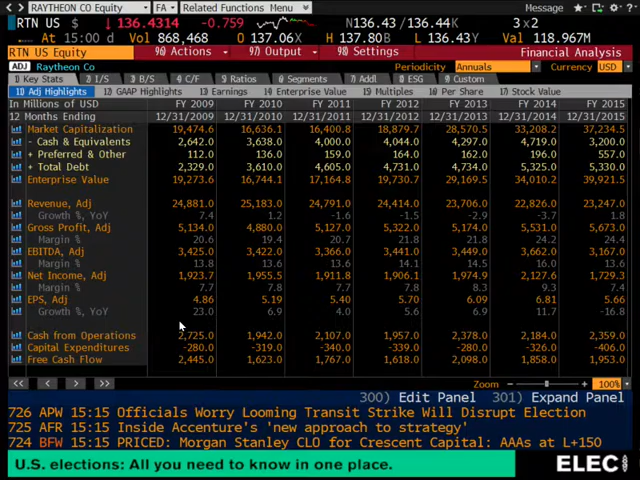 RAYTHEON CO Equity FA Related Functions Menu Message
RTN US $ 136.4314 -0.759 N136.43/136.44K 3x2
At 15:00 d Vol 868,468 O 137.06X H 137.80B L 136.43Y Val 118.967M
RTN US Equity 90) Actions 97) Output 98) Settings Financial Analysis
ADJ Raytheon Co Periodicity Annuals Currency USD
1) Key Stats 2) I/S 3) B/S 4) C/F 5) Ratios 6) Segments 7) Addl 8) ESG 9) Custom
11) Adj Highlights 12) GAAP Highlights 13) Earnings 14) Enterprise Value 15) Multiples 16) Per Share 17) Stock Value
In Millions of USD FY 2009 FY 2010 FY 2011 FY 2012 FY 2013 FY 2014 FY 2015
12 Months Ending 12/31/2009 12/31/2010 12/31/2011 12/31/2012 12/31/2013 12/31/2014 12/31/2015
Market Capitalization 19,474.6 16,636.1 16,400.8 18,879.7 28,570.5 33,208.2 37,234.5
- Cash & Equivalents 2,642.0 3,638.0 4,000.0 4,044.0 4,297.0 4,719.0 3,200.0
+ Preferred & Other 112.0 136.0 159.0 164.0 162.0 196.0 557.0
+ Total Debt 2,329.0 3,610.0 4,605.0 4,731.0 4,734.0 5,325.0 5,330.0
Enterprise Value 19,273.6 16,744.1 17,164.8 19,730.7 29,169.5 34,010.2 39,921.5
Revenue, Adj 24,881.0 25,183.0 24,791.0 24,414.0 23,706.0 22,826.0 23,247.0
Growth %, YoY 7.4 1.2 -1.6 -1.5 -2.9 -3.7 1.8
Gross Profit, Adj 5,134.0 4,880.0 5,127.0 5,322.0 5,174.0 5,531.0 5,673.0
Margin % 20.6 19.4 20.7 21.8 21.8 24.2 24.4
EBITDA, Adj 3,425.0 3,422.0 3,366.0 3,441.0 3,449.0 3,662.0 3,167.0
Margin % 13.8 13.6 13.6 14.1 14.5 16.0 13.6
Net Income, Adj 1,923.7 1,955.5 1,911.8 1,906.1 1,974.9 2,127.6 1,729.3
Margin % 7.7 7.8 7.7 7.8 8.3 9.3 7.4
EPS, Adj 4.86 5.19 5.40 5.70 6.09 6.81 5.66
Growth %, YoY 23.0 6.9 4.0 5.6 6.9 11.7 -16.8
Cash from Operations 2,725.0 1,942.0 2,107.0 1,957.0 2,378.0 2,184.0 2,359.0
Capital Expenditures -280.0 -319.0 -340.0 -339.0 -280.0 -326.0 -406.0
Free Cash Flow 2,445.0 1,623.0 1,767.0 1,618.0 2,098.0 1,858.0 1,953.0
<< < > >> Zoom - + 100%
300) Edit Panel 301) Expand Panel
726 APW 15:15 Officials Worry Looming Transit Strike Will Disrupt Election
725 AFR 15:15 Inside Accenture's 'new approach to strategy'
724 BFW 15:15 PRICED: Morgan Stanley CLO for Crescent Capital: AAAs at L+150
U.S. elections: All you need to know in one place. ELEC